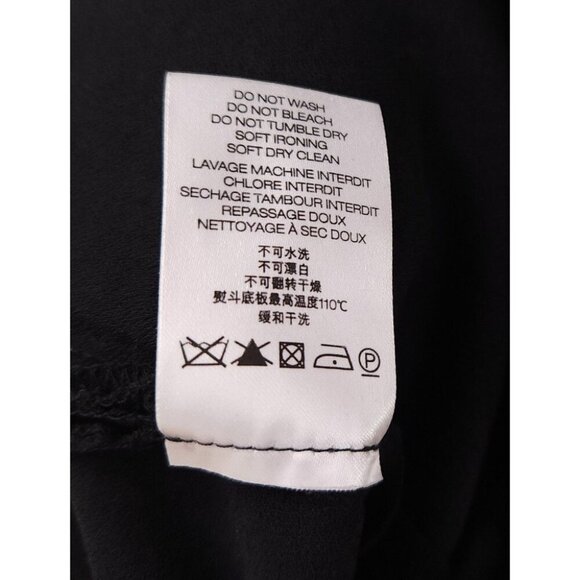 DO NOT WASH
DO NOT BLEACH
DO NOT TUMBLE DRY
SOFT IRONING
SOFT DRY CLEAN
LAVAGE MACHINE INTERDIT
CHLORE INTERDIT
SECHAGE TAMBOUR INTERDIT
REPASSAGE DOUX
NETTOYAGE À SEC DOUX
不可水洗
不可漂白
不可翻转干燥
熨斗底板最高温度110℃
缓和干洗
P